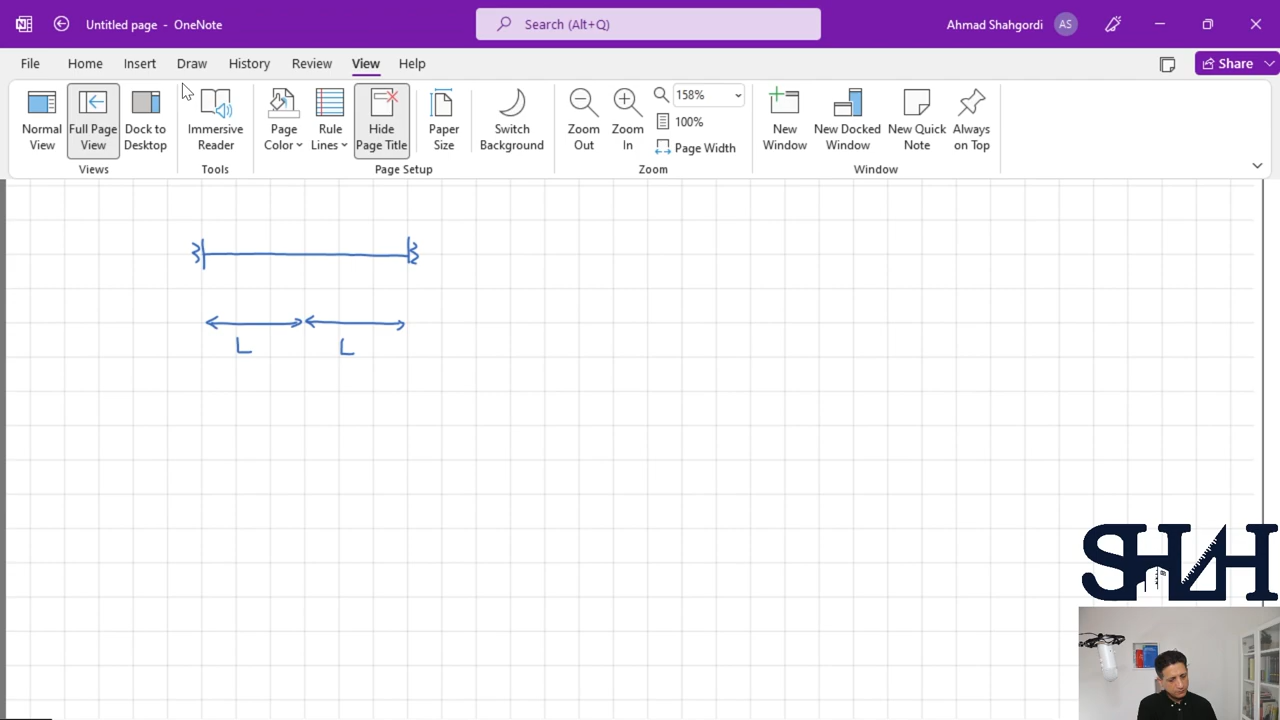 Untitled page - OneNote
Search (Alt+Q)
Ahmad Shahgordi
AS
File
Home
Insert
Draw
History
Review
View
Help
Share
Normal View
Full Page View
Dock to Desktop
Immersive Reader
Page Color
Rule Lines
Hide Page Title
Paper Size
Switch Background
Zoom Out
Zoom In
158%
100%
Page Width
New Window
New Docked Window
New Quick Note
Always on Top
Views
Tools
Page Setup
Zoom
Window
L
L
SHAH